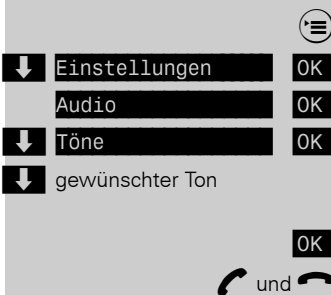 Einstellungen OK
Audio OK
Töne OK
gewünschter Ton
OK
und